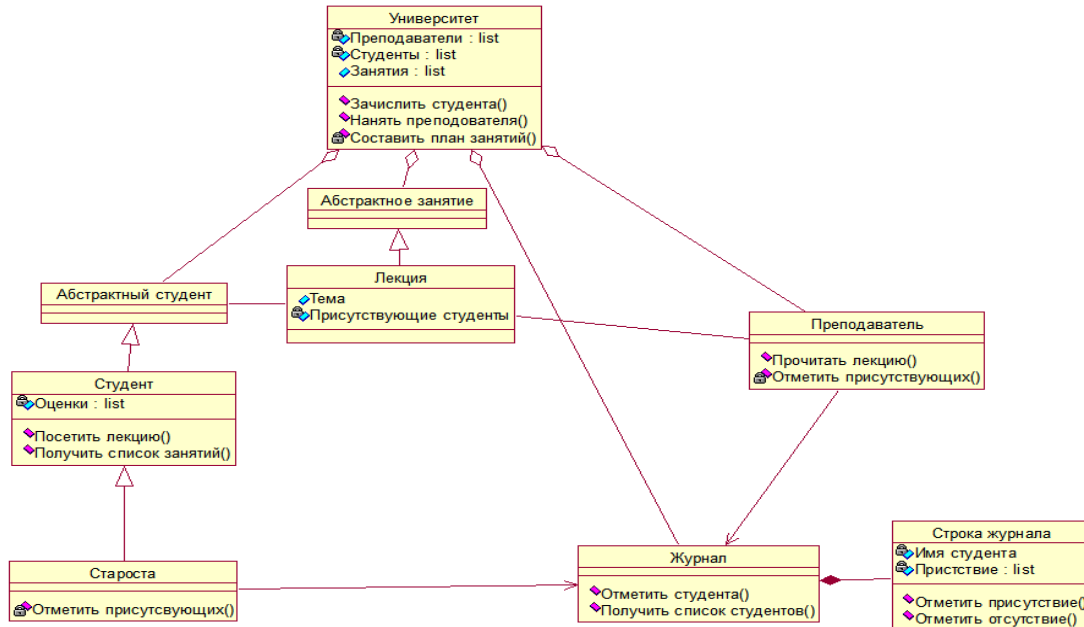 Университет
Преподаватели : list
Студенты : list
Занятия : list
Зачислить студента()
Нанять преподователя()
Составить план занятий()
Абстрактное занятие
Лекция
Тема
Присутствующие студенты
Абстрактный студент
Преподаватель
Прочитать лекцию()
Отметить присутствующих()
Студент
Оценки : list
Посетить лекцию()
Получить список занятий()
Староста
Отметить присутсвующих()
Журнал
Отметить студента()
Получить список студентов()
Строка журнала
Имя студента
Пристствие : list
Отметить присутствие()
Отметить отсутствие()